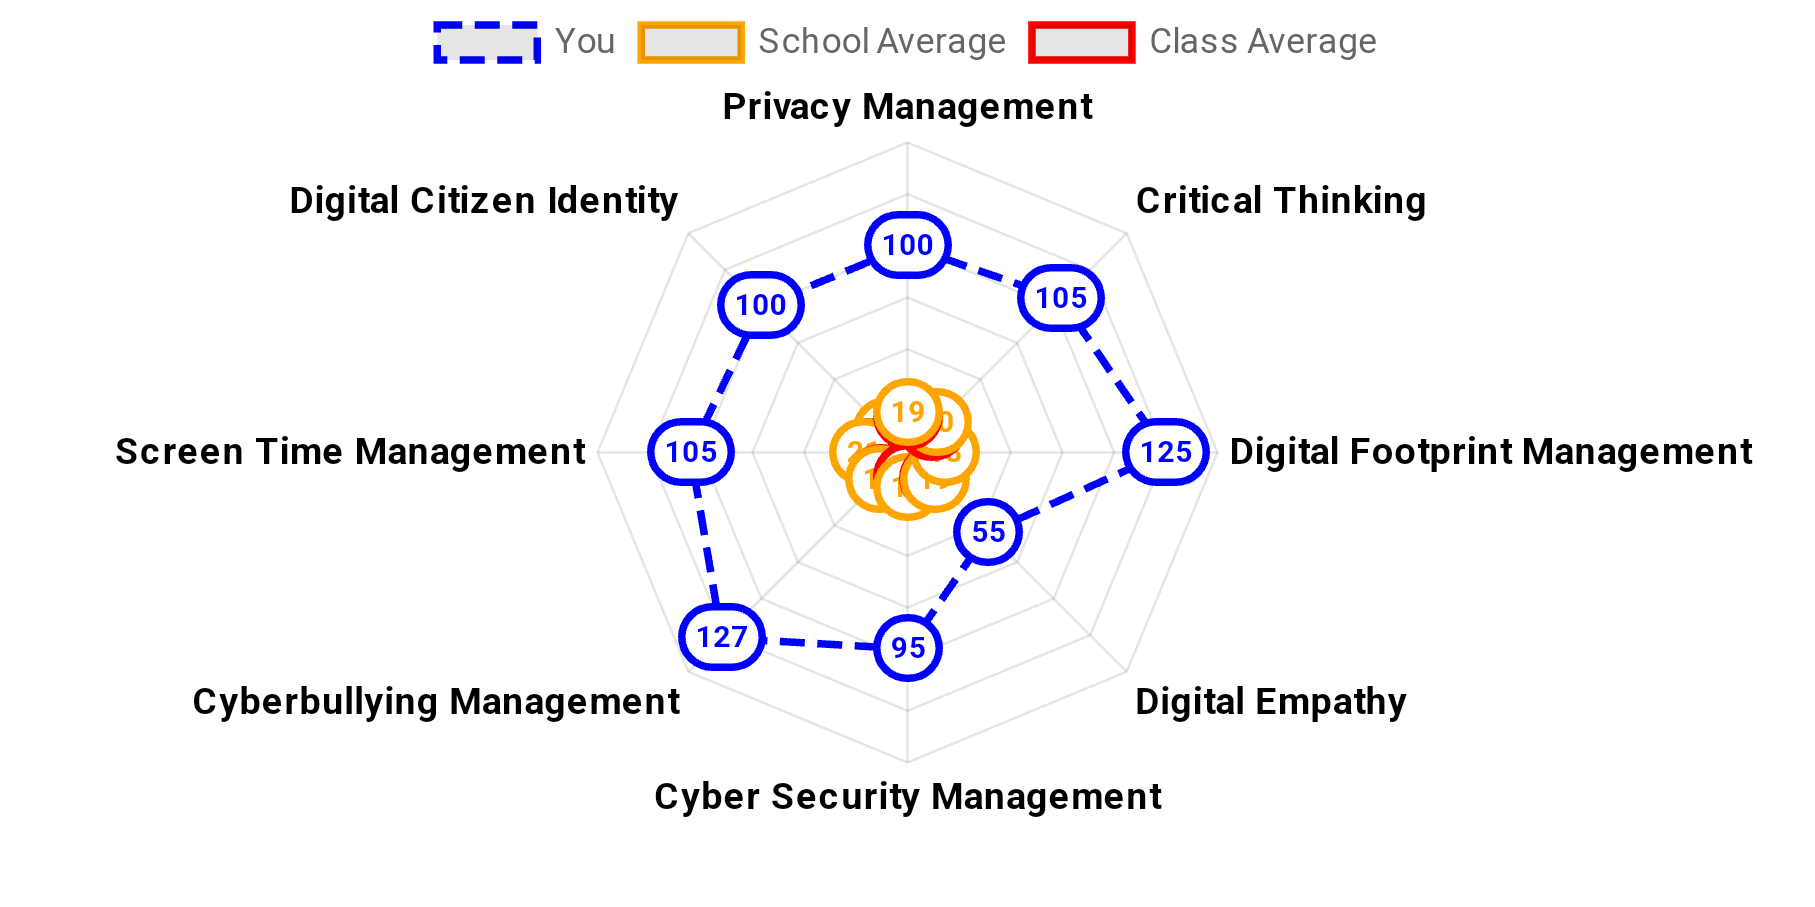 You School Average Class Average
Privacy Management
Digital Citizen Identity Critical Thinking
100
100 105
19
Screen Time Management 105 125 Digital Footprint Management
55
127 95
Cyberbullying Management Digital Empathy
Cyber Security Management